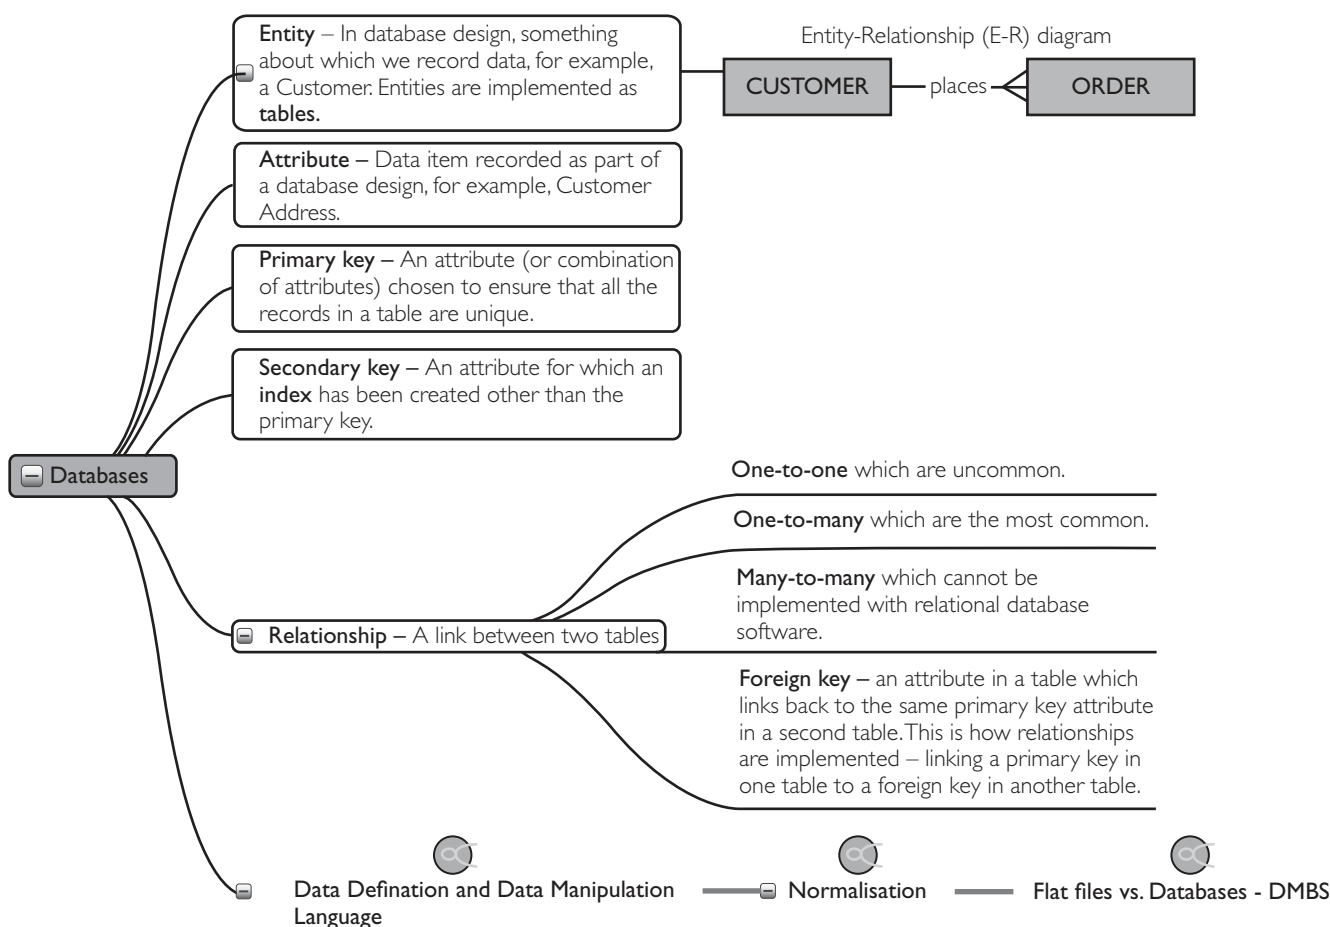 Entity – In database design, something
about which we record data, for example,
a Customer. Entities are implemented as
tables.
Entity-Relationship (E-R) diagram
CUSTOMER
places
ORDER
Attribute – Data item recorded as part of
a database design, for example, Customer
Address.
Primary key – An attribute (or combination
of attributes) chosen to ensure that all the
records in a table are unique.
Secondary key – An attribute for which an
index has been created other than the
primary key.
Databases
One-to-one which are uncommon.
One-to-many which are the most common.
Many-to-many which cannot be
implemented with relational database
software.
Relationship – A link between two tables
Foreign key – an attribute in a table which
links back to the same primary key attribute
in a second table. This is how relationships
are implemented – linking a primary key in
one table to a foreign key in another table.
Data Defination and Data Manipulation
Language
Normalisation
Flat files vs. Databases - DMBS